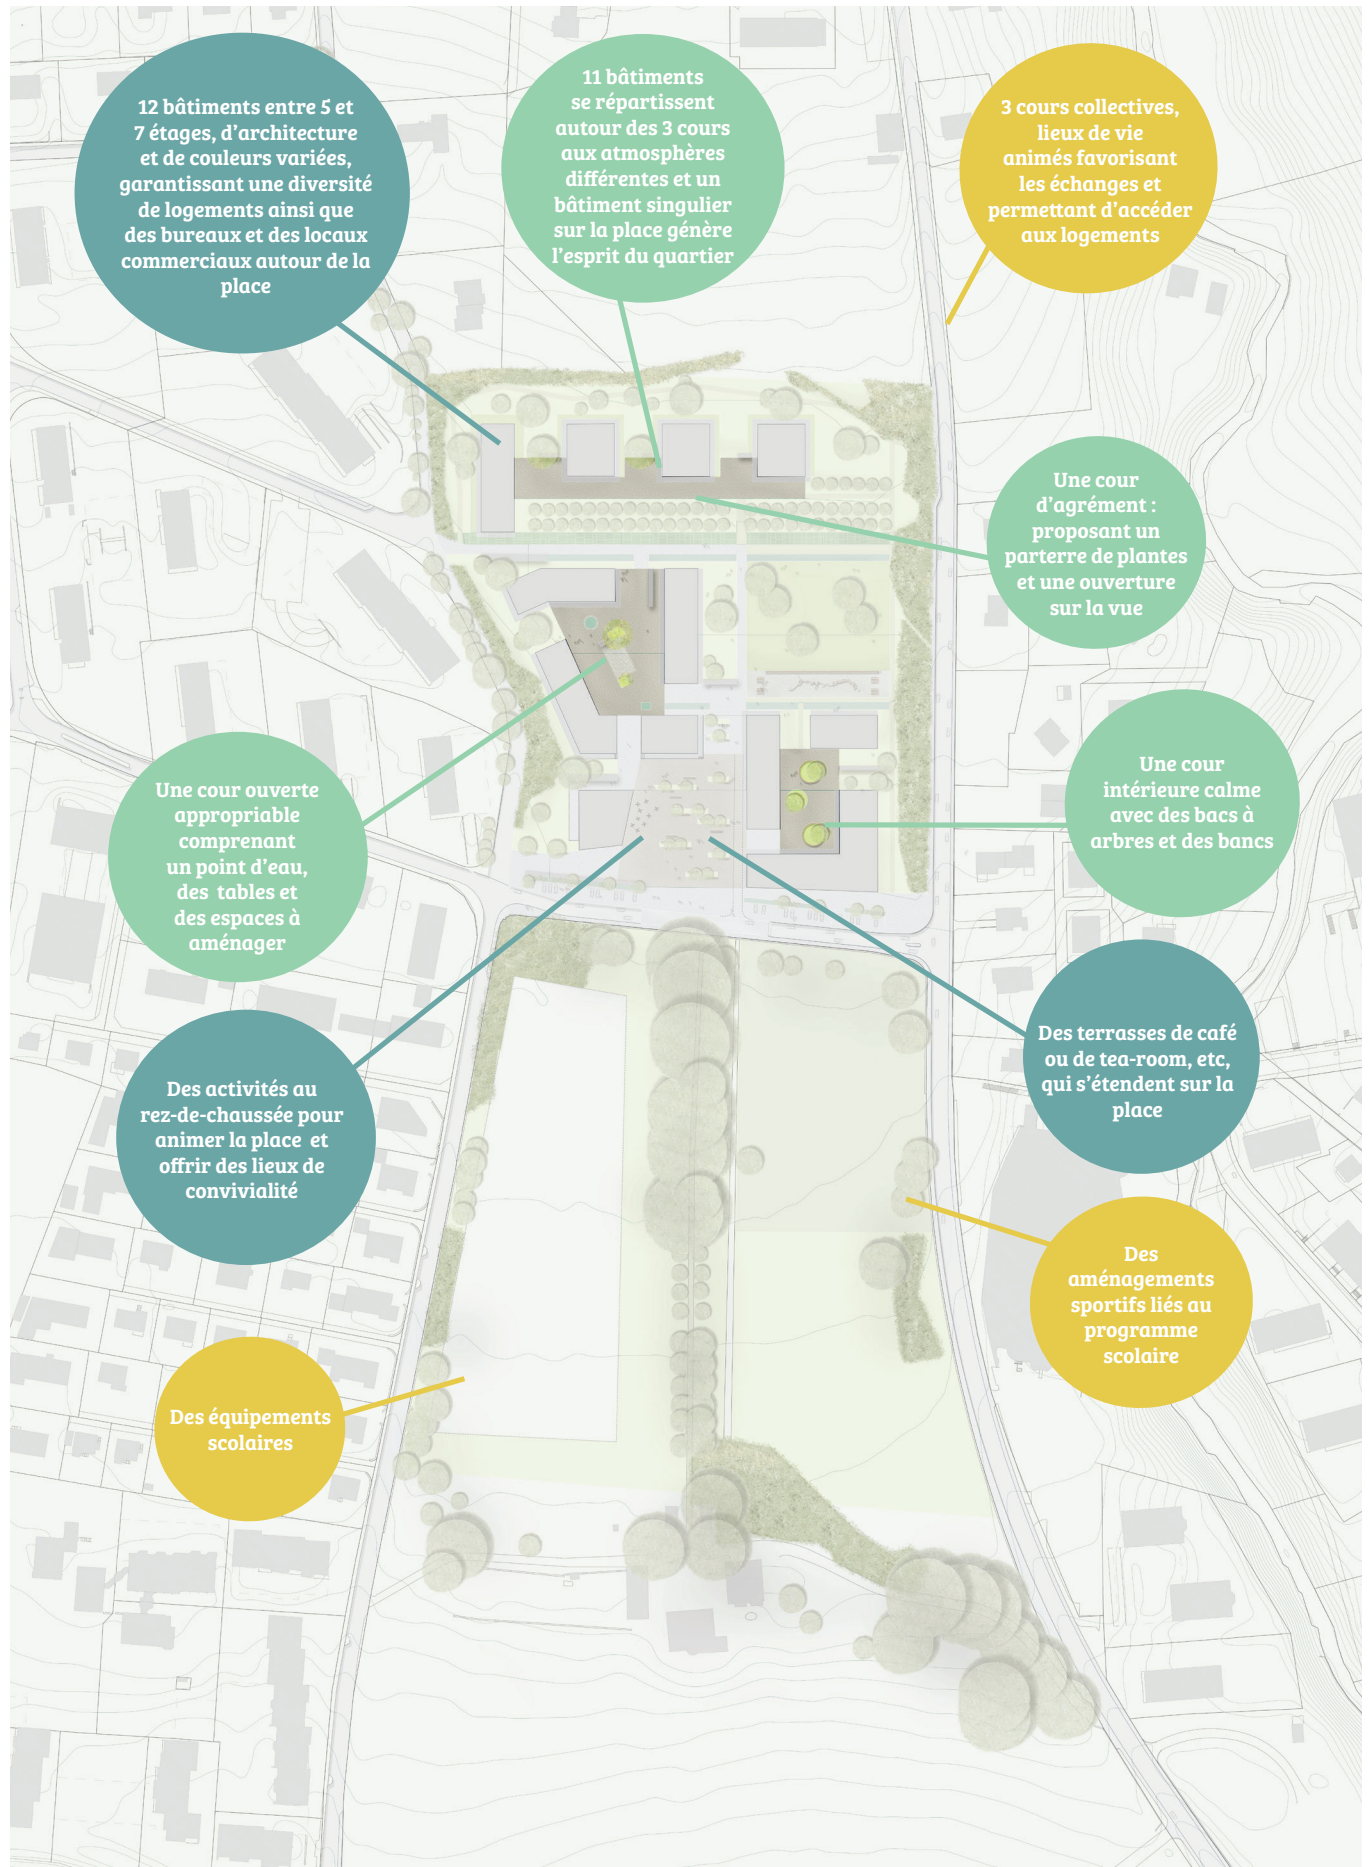 12 bâtiments entre 5 et
7 étages, d’architecture
et de couleurs variées,
garantissant une diversité
de logements ainsi que
des bureaux et des locaux
commerciaux autour de la
place
11 bâtiments
se répartissent
autour des 3 cours
aux atmosphères
différentes et un
bâtiment singulier
sur la place génère
l’esprit du quartier
3 cours collectives,
lieux de vie
animés favorisant
les échanges et
permettant d’accéder
aux logements
Une cour
d’agrément :
proposant un
parterre de plantes
et une ouverture
sur la vue
Une cour ouverte
appropriable
comprenant
un point d’eau,
des tables et
des espaces à
aménager
Une cour
intérieure calme
avec des bacs à
arbres et des bancs
Des activités au
rez-de-chaussée pour
animer la place et
offrir des lieux de
convivialité
Des terrasses de café
ou de tea-room, etc,
qui s’étendent sur la
place
Des
aménagements
sportifs liés au
programme
scolaire
Des équipements
scolaires